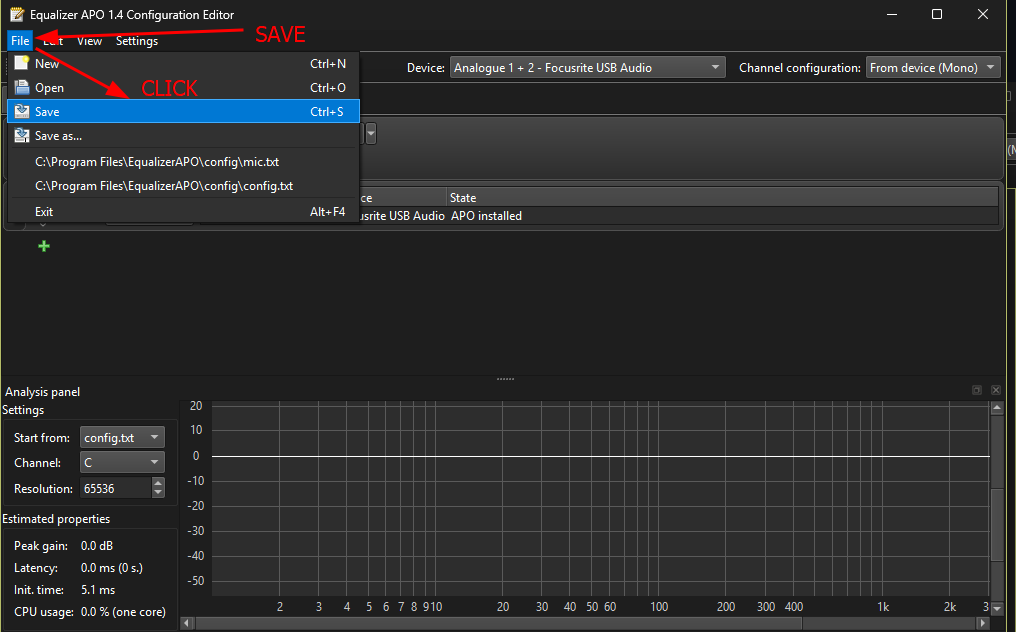 Equalizer APO 1.4 Configuration Editor
File Edit View Settings
SAVE
New Ctrl+N
Device: Analogue 1 + 2 - Focusrite USB Audio Channel configuration: From device (Mono)
Open Ctrl+O
CLICK
Save Ctrl+S
Save as...
C:\Program Files\EqualizerAPO\config\mic.txt
C:\Program Files\EqualizerAPO\config\config.txt
ce State
Exit Alt+F4
usrite USB Audio APO installed
Analysis panel
Settings
Start from: config.txt
Channel: C
Resolution: 65536
Estimated properties
Peak gain: 0.0 dB
Latency: 0.0 ms (0 s.)
Init. time: 5.1 ms
CPU usage: 0.0 % (one core)
20
10
0
-10
-20
-30
-40
-50
2 3 4 5 6 7 8 9 10 20 30 40 50 60 100 200 300 400 1k 2k 3